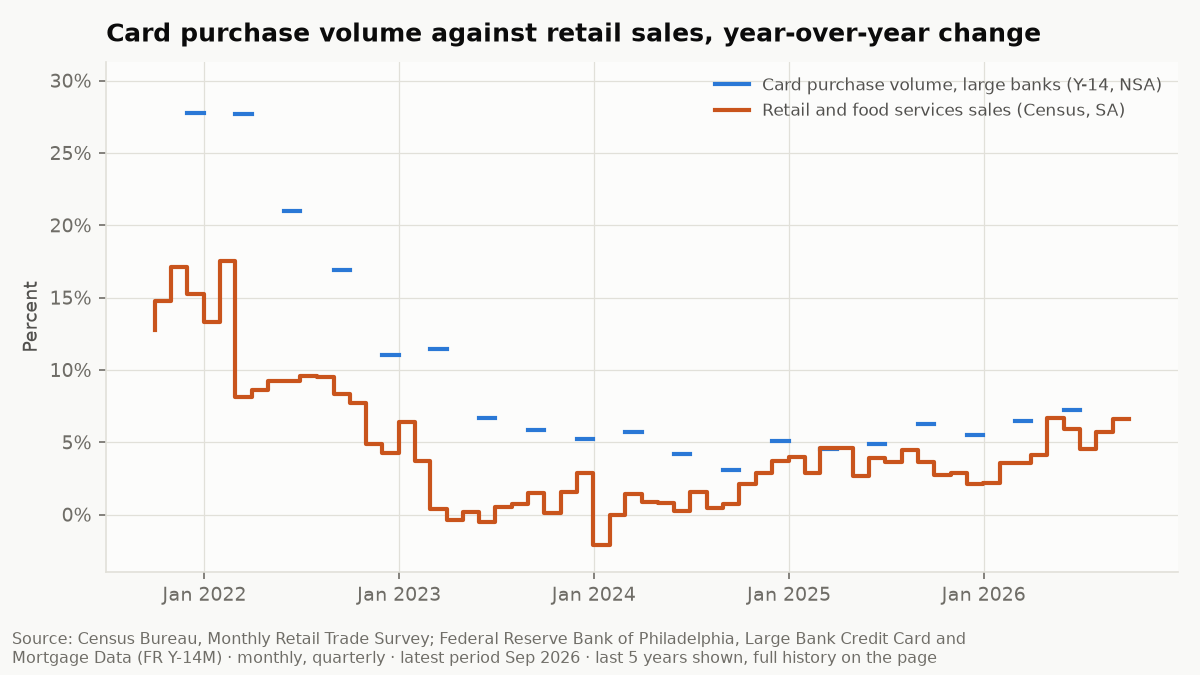 Card purchase volume against retail sales, year-over-year change
Card purchase volume, large banks (Y-14, NSA)
Retail and food services sales (Census, SA)
Percent
30%
25%
20%
15%
10%
5%
0%
Jan 2022
Jan 2023
Jan 2024
Jan 2025
Jan 2026
Source: Census Bureau, Monthly Retail Trade Survey; Federal Reserve Bank of Philadelphia, Large Bank Credit Card and
Mortgage Data (FR Y-14M) · monthly, quarterly · latest period Sep 2026 · last 5 years shown, full history on the page